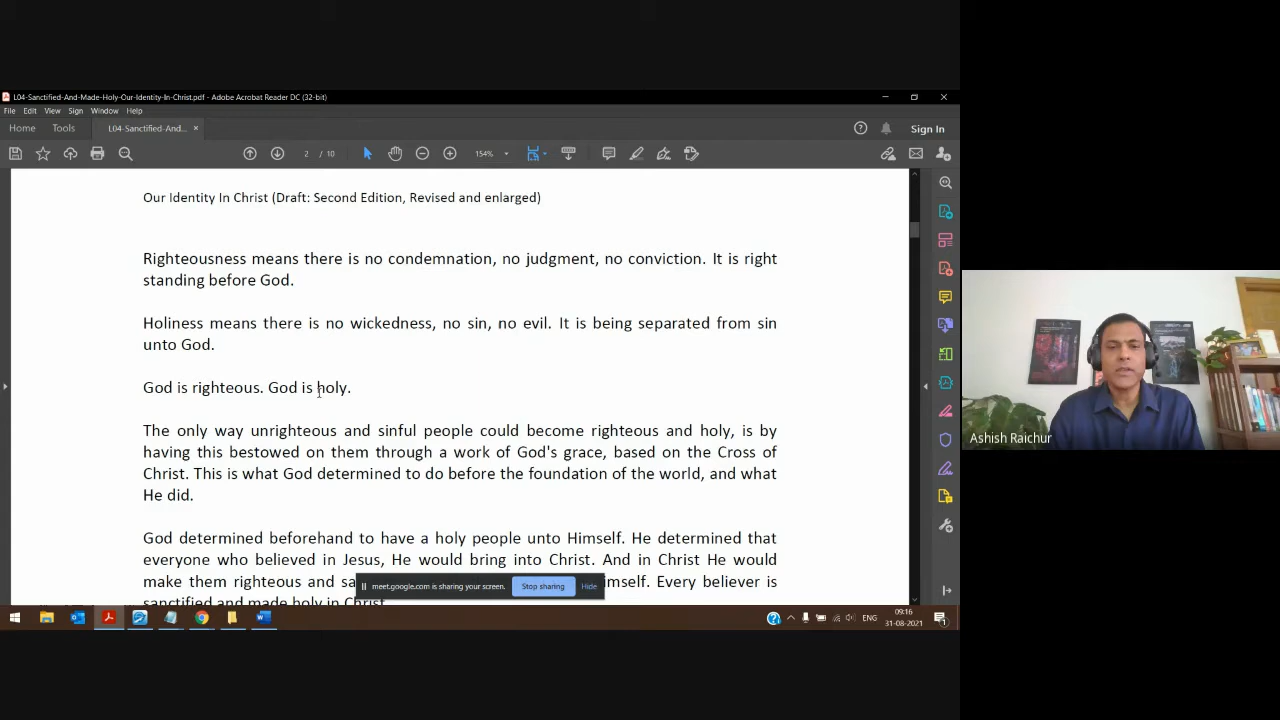 L04-Sanctified-And-Made-Holy-Our-Identity-In-Christ.pdf - Adobe Acrobat Reader DC (32-bit)
File Edit View Sign Window Help
Home Tools L04-Sanctified-And... × Sign In
2 / 10 154%
Our Identity In Christ (Draft: Second Edition, Revised and enlarged)
Righteousness means there is no condemnation, no judgment, no conviction. It is right
standing before God.
Holiness means there is no wickedness, no sin, no evil. It is being separated from sin
unto God.
God is righteous. God is holy.
The only way unrighteous and sinful people could become righteous and holy, is by
having this bestowed on them through a work of God's grace, based on the Cross of
Christ. This is what God determined to do before the foundation of the world, and what
He did.
God determined beforehand to have a holy people unto Himself. He determined that
everyone who believed in Jesus, He would bring into Christ. And in Christ He would
make them righteous and sa
imself. Every believer is
meet.google.com is sharing your screen. Stop sharing Hide
sanctified and made holy in Christ
Ashish Raichur
ENG
09:16
31-08-2021